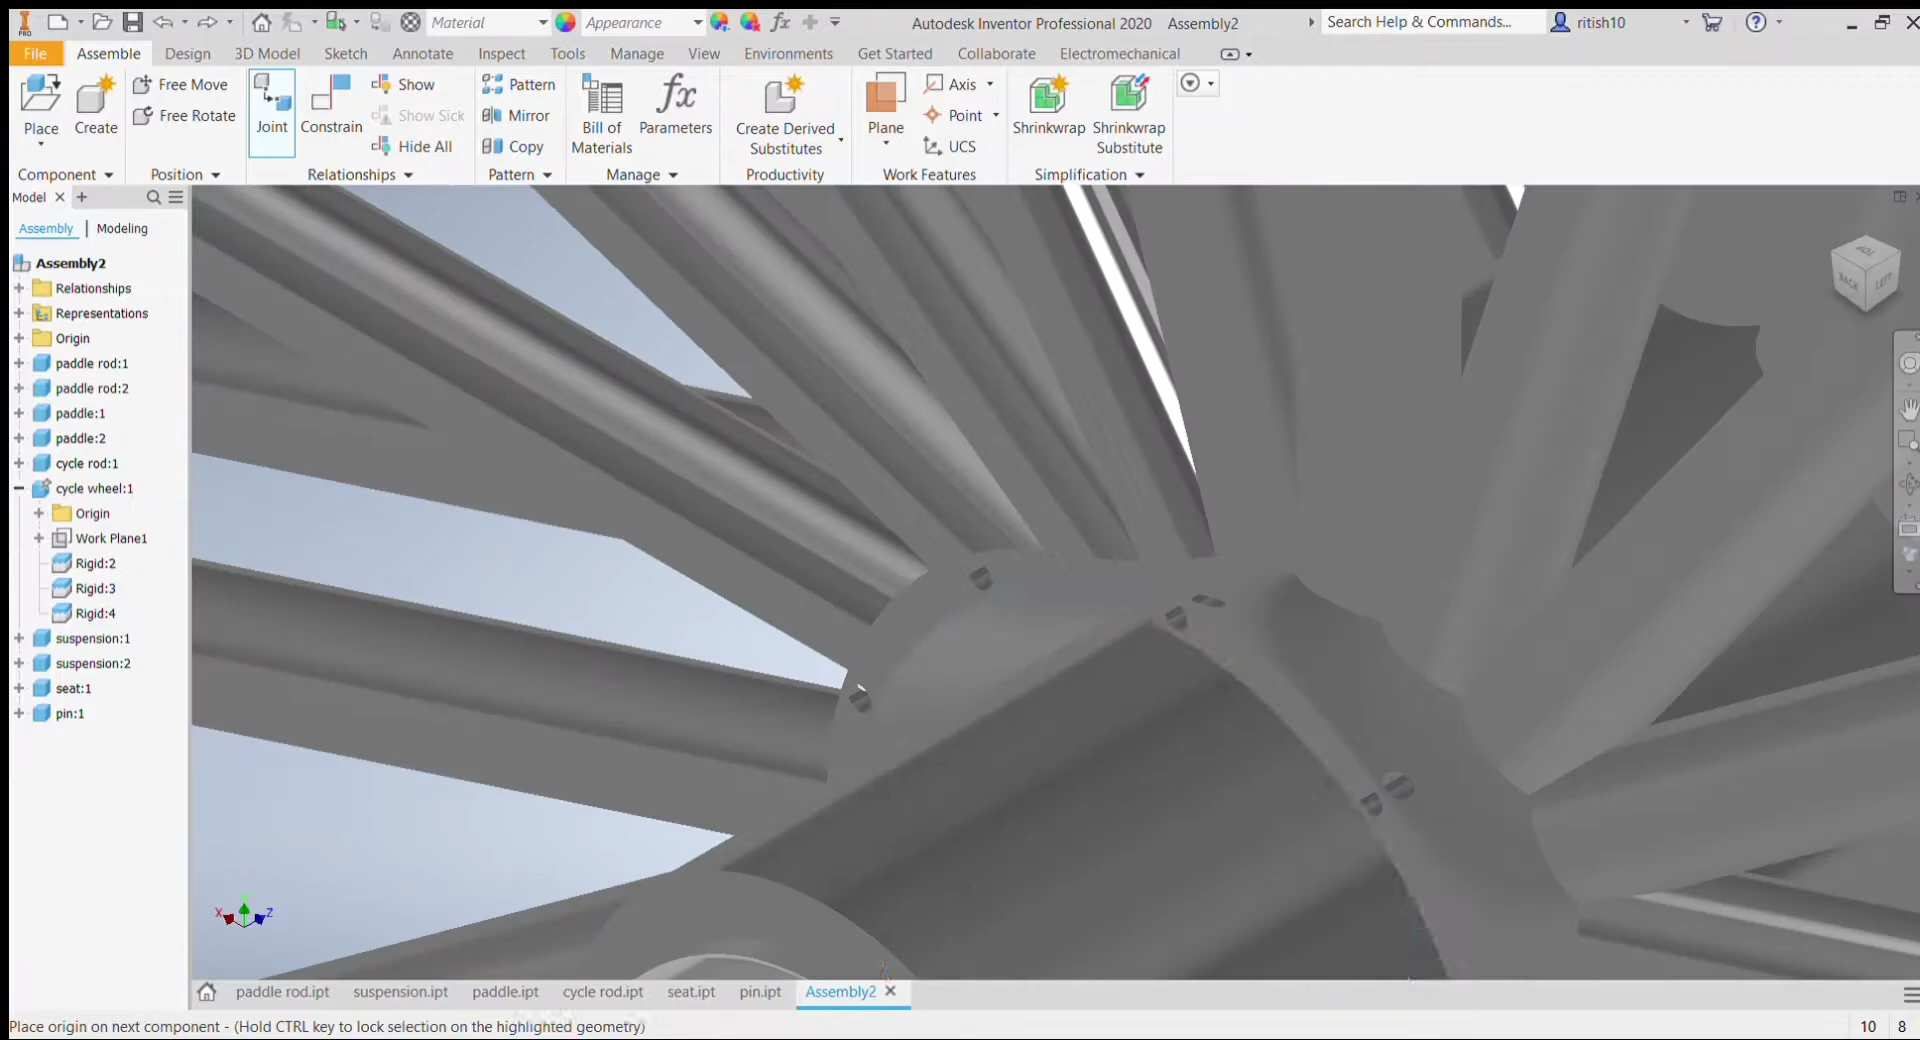 PRO Material Appearance fx Autodesk Inventor Professional 2020 Assembly2 Search Help & Commands... ritish10
File Assemble Design 3D Model Sketch Annotate Inspect Tools Manage View Environments Get Started Collaborate Electromechanical
Place
Create
Component
Free Move
Free Rotate
Position
Joint
Constrain
Show
Show Sick
Hide All
Relationships
Pattern
Mirror
Copy
Pattern
Bill of
Materials
fx
Parameters
Manage
Create Derived
Substitutes
Productivity
Plane
Axis
Point
UCS
Work Features
Shrinkwrap
Shrinkwrap
Substitute
Simplification
Model
Assembly | Modeling
Assembly2
Relationships
Representations
Origin
paddle rod:1
paddle rod:2
paddle:1
paddle:2
cycle rod:1
cycle wheel:1
Origin
Work Plane1
Rigid:2
Rigid:3
Rigid:4
suspension:1
suspension:2
seat:1
pin:1
TOP
BACK
LEFT
X Z
paddle rod.ipt suspension.ipt paddle.ipt cycle rod.ipt seat.ipt pin.ipt Assembly2
Place origin on next component - (Hold CTRL key to lock selection on the highlighted geometry) 10 8